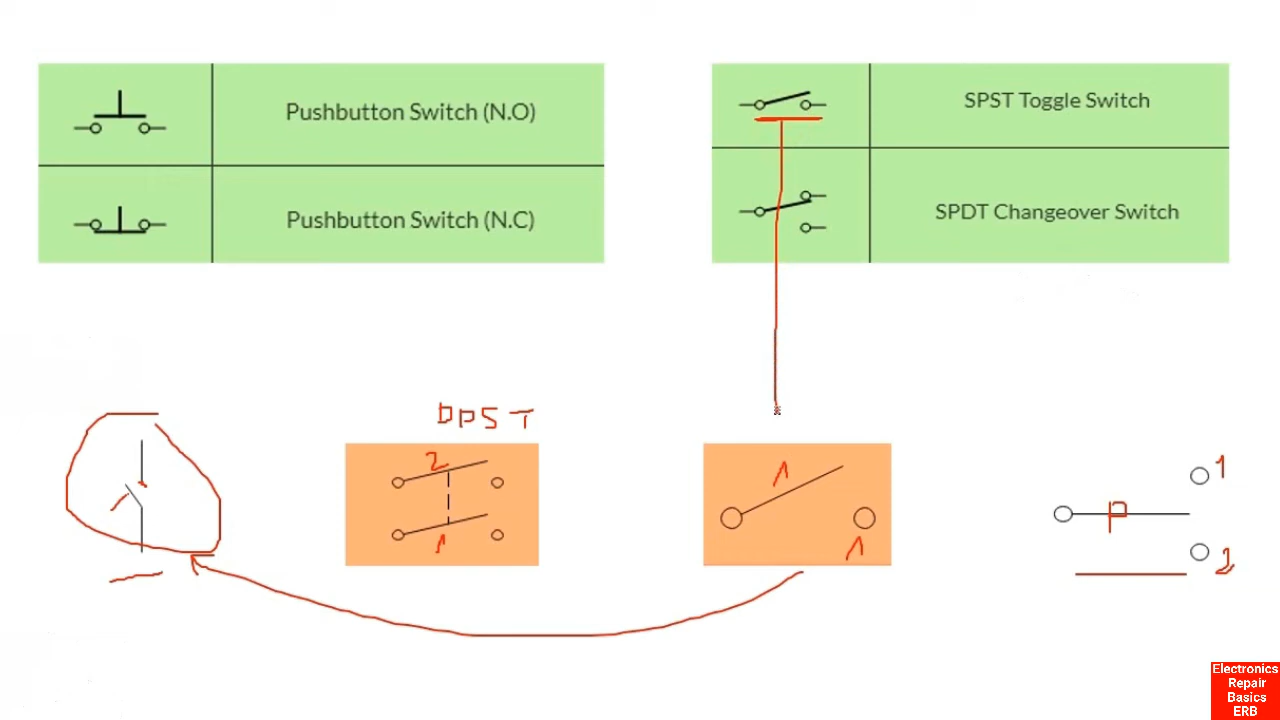 Pushbutton Switch (N.O)
Pushbutton Switch (N.C)
SPST Toggle Switch
SPDT Changeover Switch
DPST
2
1
1
1
P
1
2
Electronics
Repair
Basics
ERB